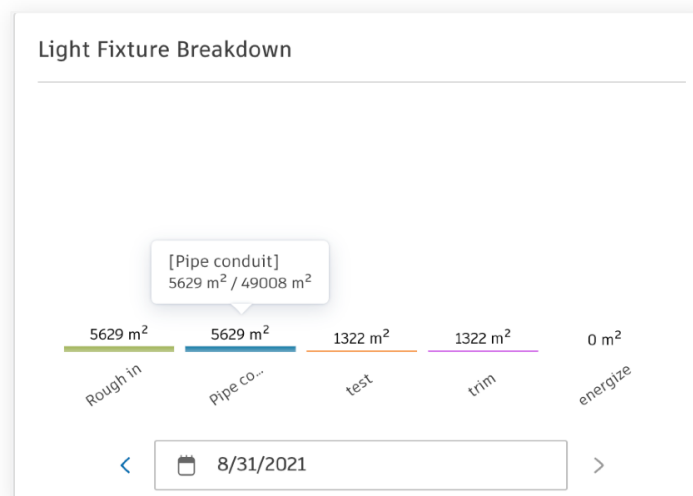 Light Fixture Breakdown
[Pipe conduit]
5629 m² / 49008 m²
5629 m² 5629 m² 1322 m² 1322 m² 0 m²
Rough in Pipe co... test trim energize
8/31/2021